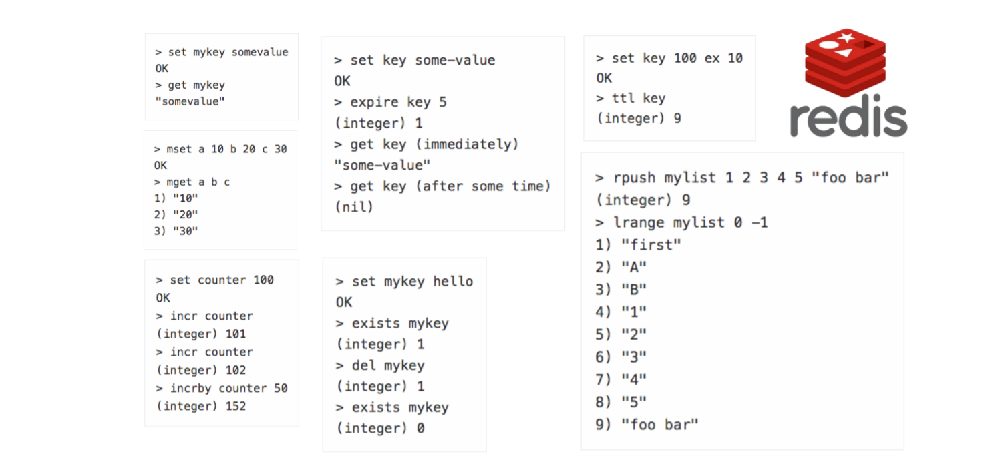 > set mykey somevalue
OK
> get mykey
"somevalue"
> mset a 10 b 20 c 30
OK
> mget a b c
1) "10"
2) "20"
3) "30"
> set counter 100
OK
> incr counter
(integer) 101
> incr counter
(integer) 102
> incrby counter 50
(integer) 152
> set key some-value
OK
> expire key 5
(integer) 1
> get key (immediately)
"some-value"
> get key (after some time)
(nil)
> set mykey hello
OK
> exists mykey
(integer) 1
> del mykey
(integer) 1
> exists mykey
(integer) 0
> set key 100 ex 10
OK
> ttl key
(integer) 9
redis
> rpush mylist 1 2 3 4 5 "foo bar"
(integer) 9
> lrange mylist 0 -1
1) "first"
2) "A"
3) "B"
4) "1"
5) "2"
6) "3"
7) "4"
8) "5"
9) "foo bar"